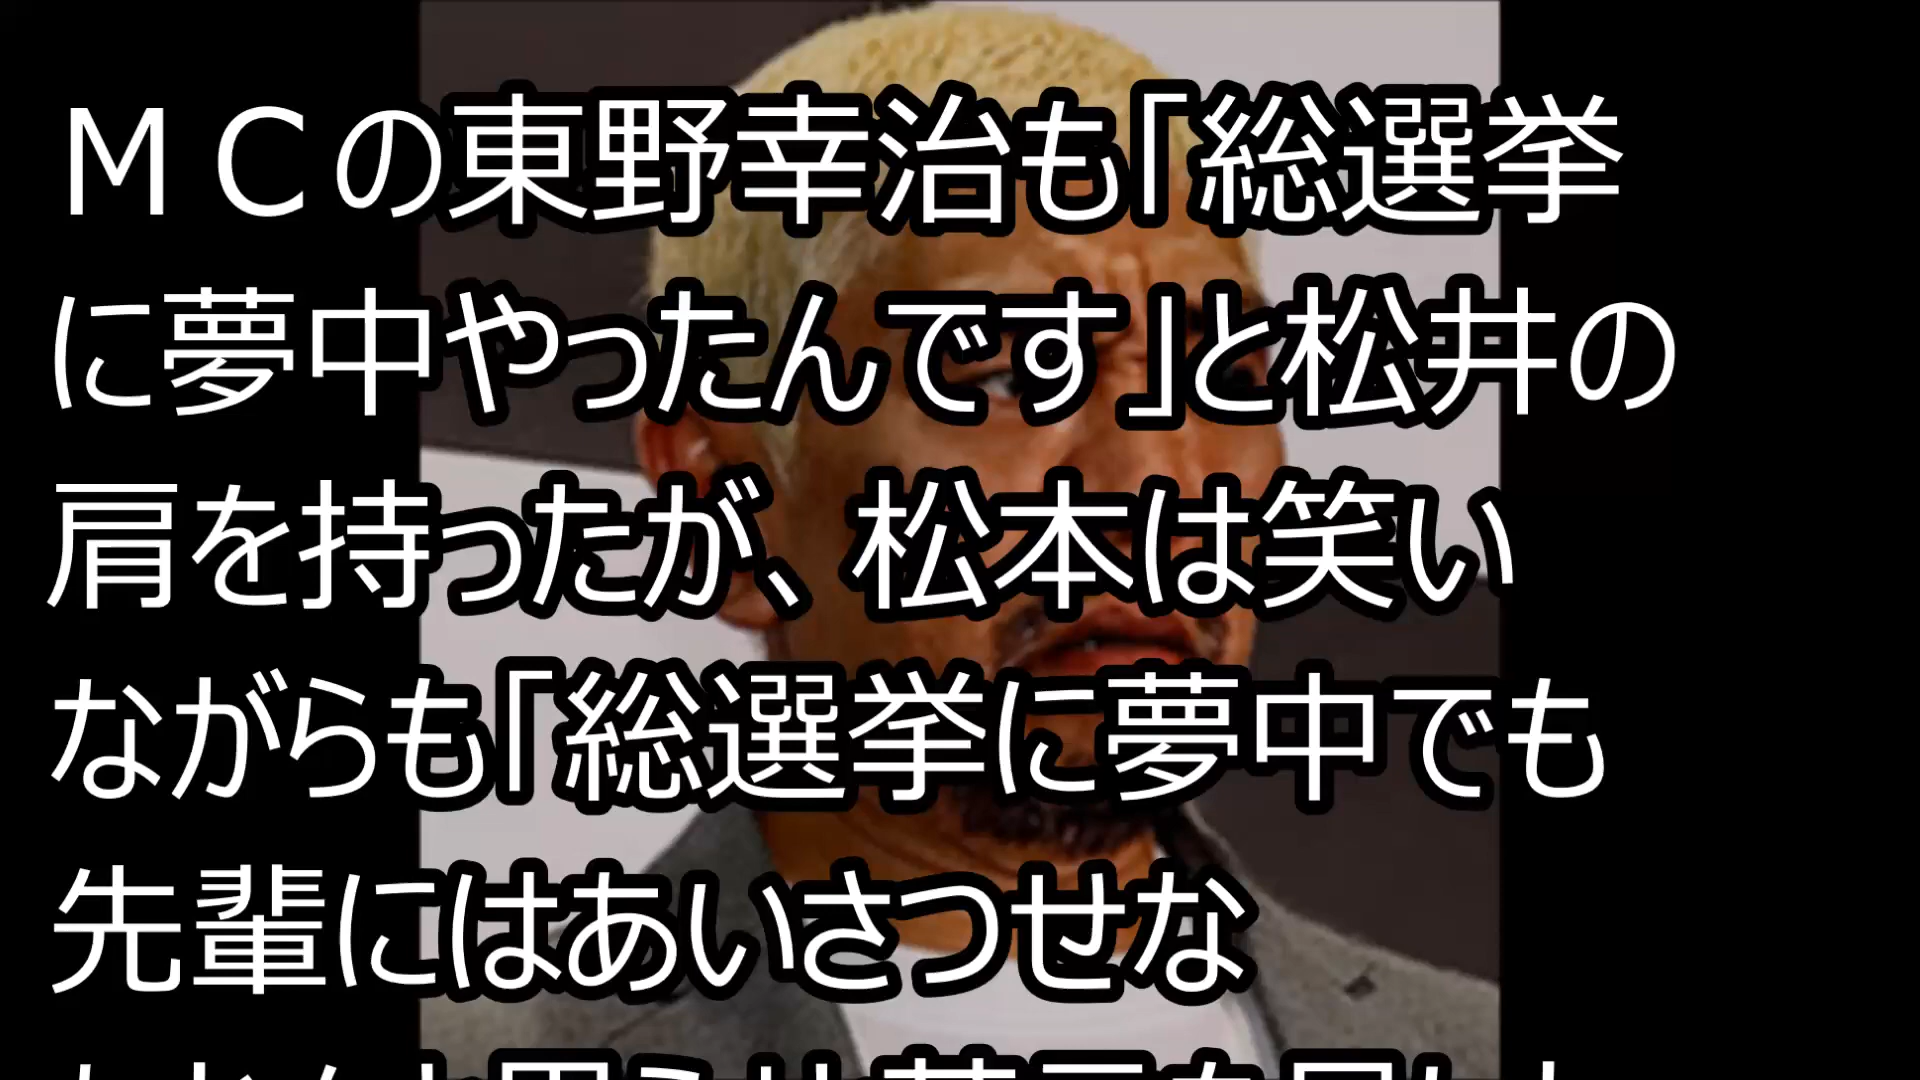 ＭＣの東野幸治も「総選挙
に夢中やったんです」と松井の
肩を持ったが、松本は笑い
ながらも「総選挙に夢中でも
先輩にはあいさつせな